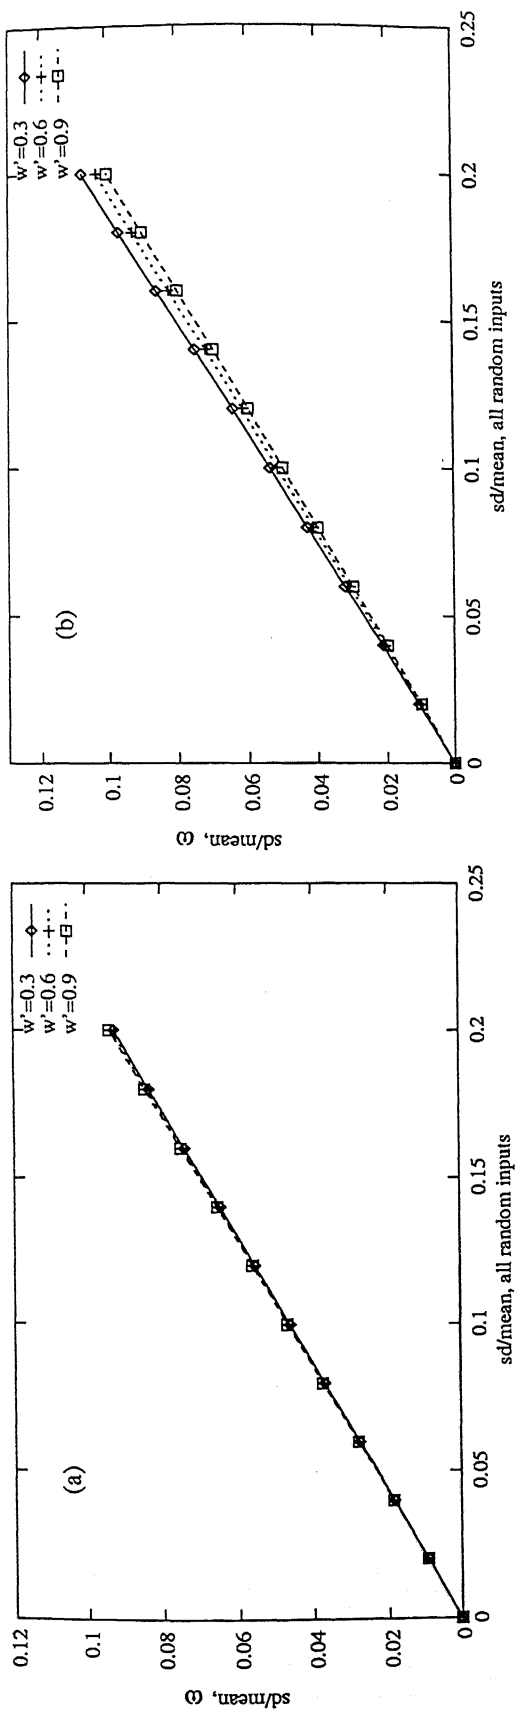 (a)
w'=0.3
w'=0.6
w'=0.9
0.12
0.1
0.08
0.06
0.04
0.02
0
sd/mean, ω
0 0.05 0.1 0.15 0.2 0.25
sd/mean, all random inputs
(b)
w'=0.3
w'=0.6
w'=0.9
0.12
0.1
0.08
0.06
0.04
0.02
0
sd/mean, ω
0 0.05 0.1 0.15 0.2 0.25
sd/mean, all random inputs